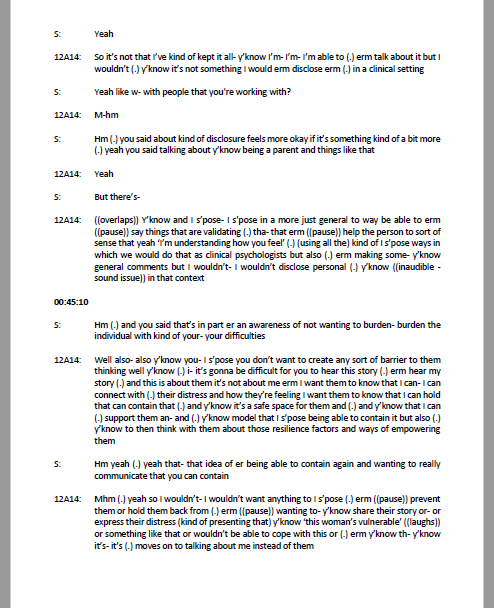 S: Yeah
12A14: So it's not that I've kind of kept it all- y'know I'm- I'm- I'm able to (.) erm talk about it but I
wouldn't (.) y'know it's not something I would erm disclose erm (.) in a clinical setting
S: Yeah like w- with people that you're working with?
12A14: M-hm
S: Hm (.) you said about kind of disclosure feels more okay if it's something kind of a bit more
(.) yeah you said talking about y'know being a parent and things like that
12A14: Yeah
S: But there's-
12A14: ((overlaps)) Y'know and I s'pose- I s'pose in a more just general to way be able to erm
((pause)) say things that are validating (.) tha- that erm ((pause)) help the person to sort of
sense that yeah 'I'm understanding how you feel' (.) (using all the) kind of I s'pose ways in
which we would do that as clinical psychologists but also (.) erm making some- y'know
general comments but I wouldn't- I wouldn't disclose personal (.) y'know ((inaudible -
sound issue)) in that context
00:45:10
S: Hm (.) and you said that's in part er an awareness of not wanting to burden- burden the
individual with kind of your- your difficulties
12A14: Well also- also y'know you- I s'pose you don't want to create any sort of barrier to them
thinking well y'know (.) i- it's gonna be difficult for you to hear this story (.) erm hear my
story (.) and this is about them it's not about me erm I want them to know that I can- I can
connect with (.) their distress and how they're feeling I want them to know that I can hold
that can contain that (.) and y'know it's a safe space for them and (.) and y'know that I can
(.) support them an- and (.) y'know model that I s'pose being able to contain it but also (.)
y'know to then think with them about those resilience factors and ways of empowering
them
S: Hm yeah (.) yeah that- that idea of er being able to contain again and wanting to really
communicate that you can contain
12A14: Mhm (.) yeah so I wouldn't- I wouldn't want anything to I s'pose (.) erm ((pause)) prevent
them or hold them back from (.) erm ((pause)) wanting to- y'know share their story or- or
express their distress (kind of presenting that) y'know 'this woman's vulnerable' ((laughs))
or something like that or wouldn't be able to cope with this or (.) erm y'know th- y'know
it's- it's (.) moves on to talking about me instead of them